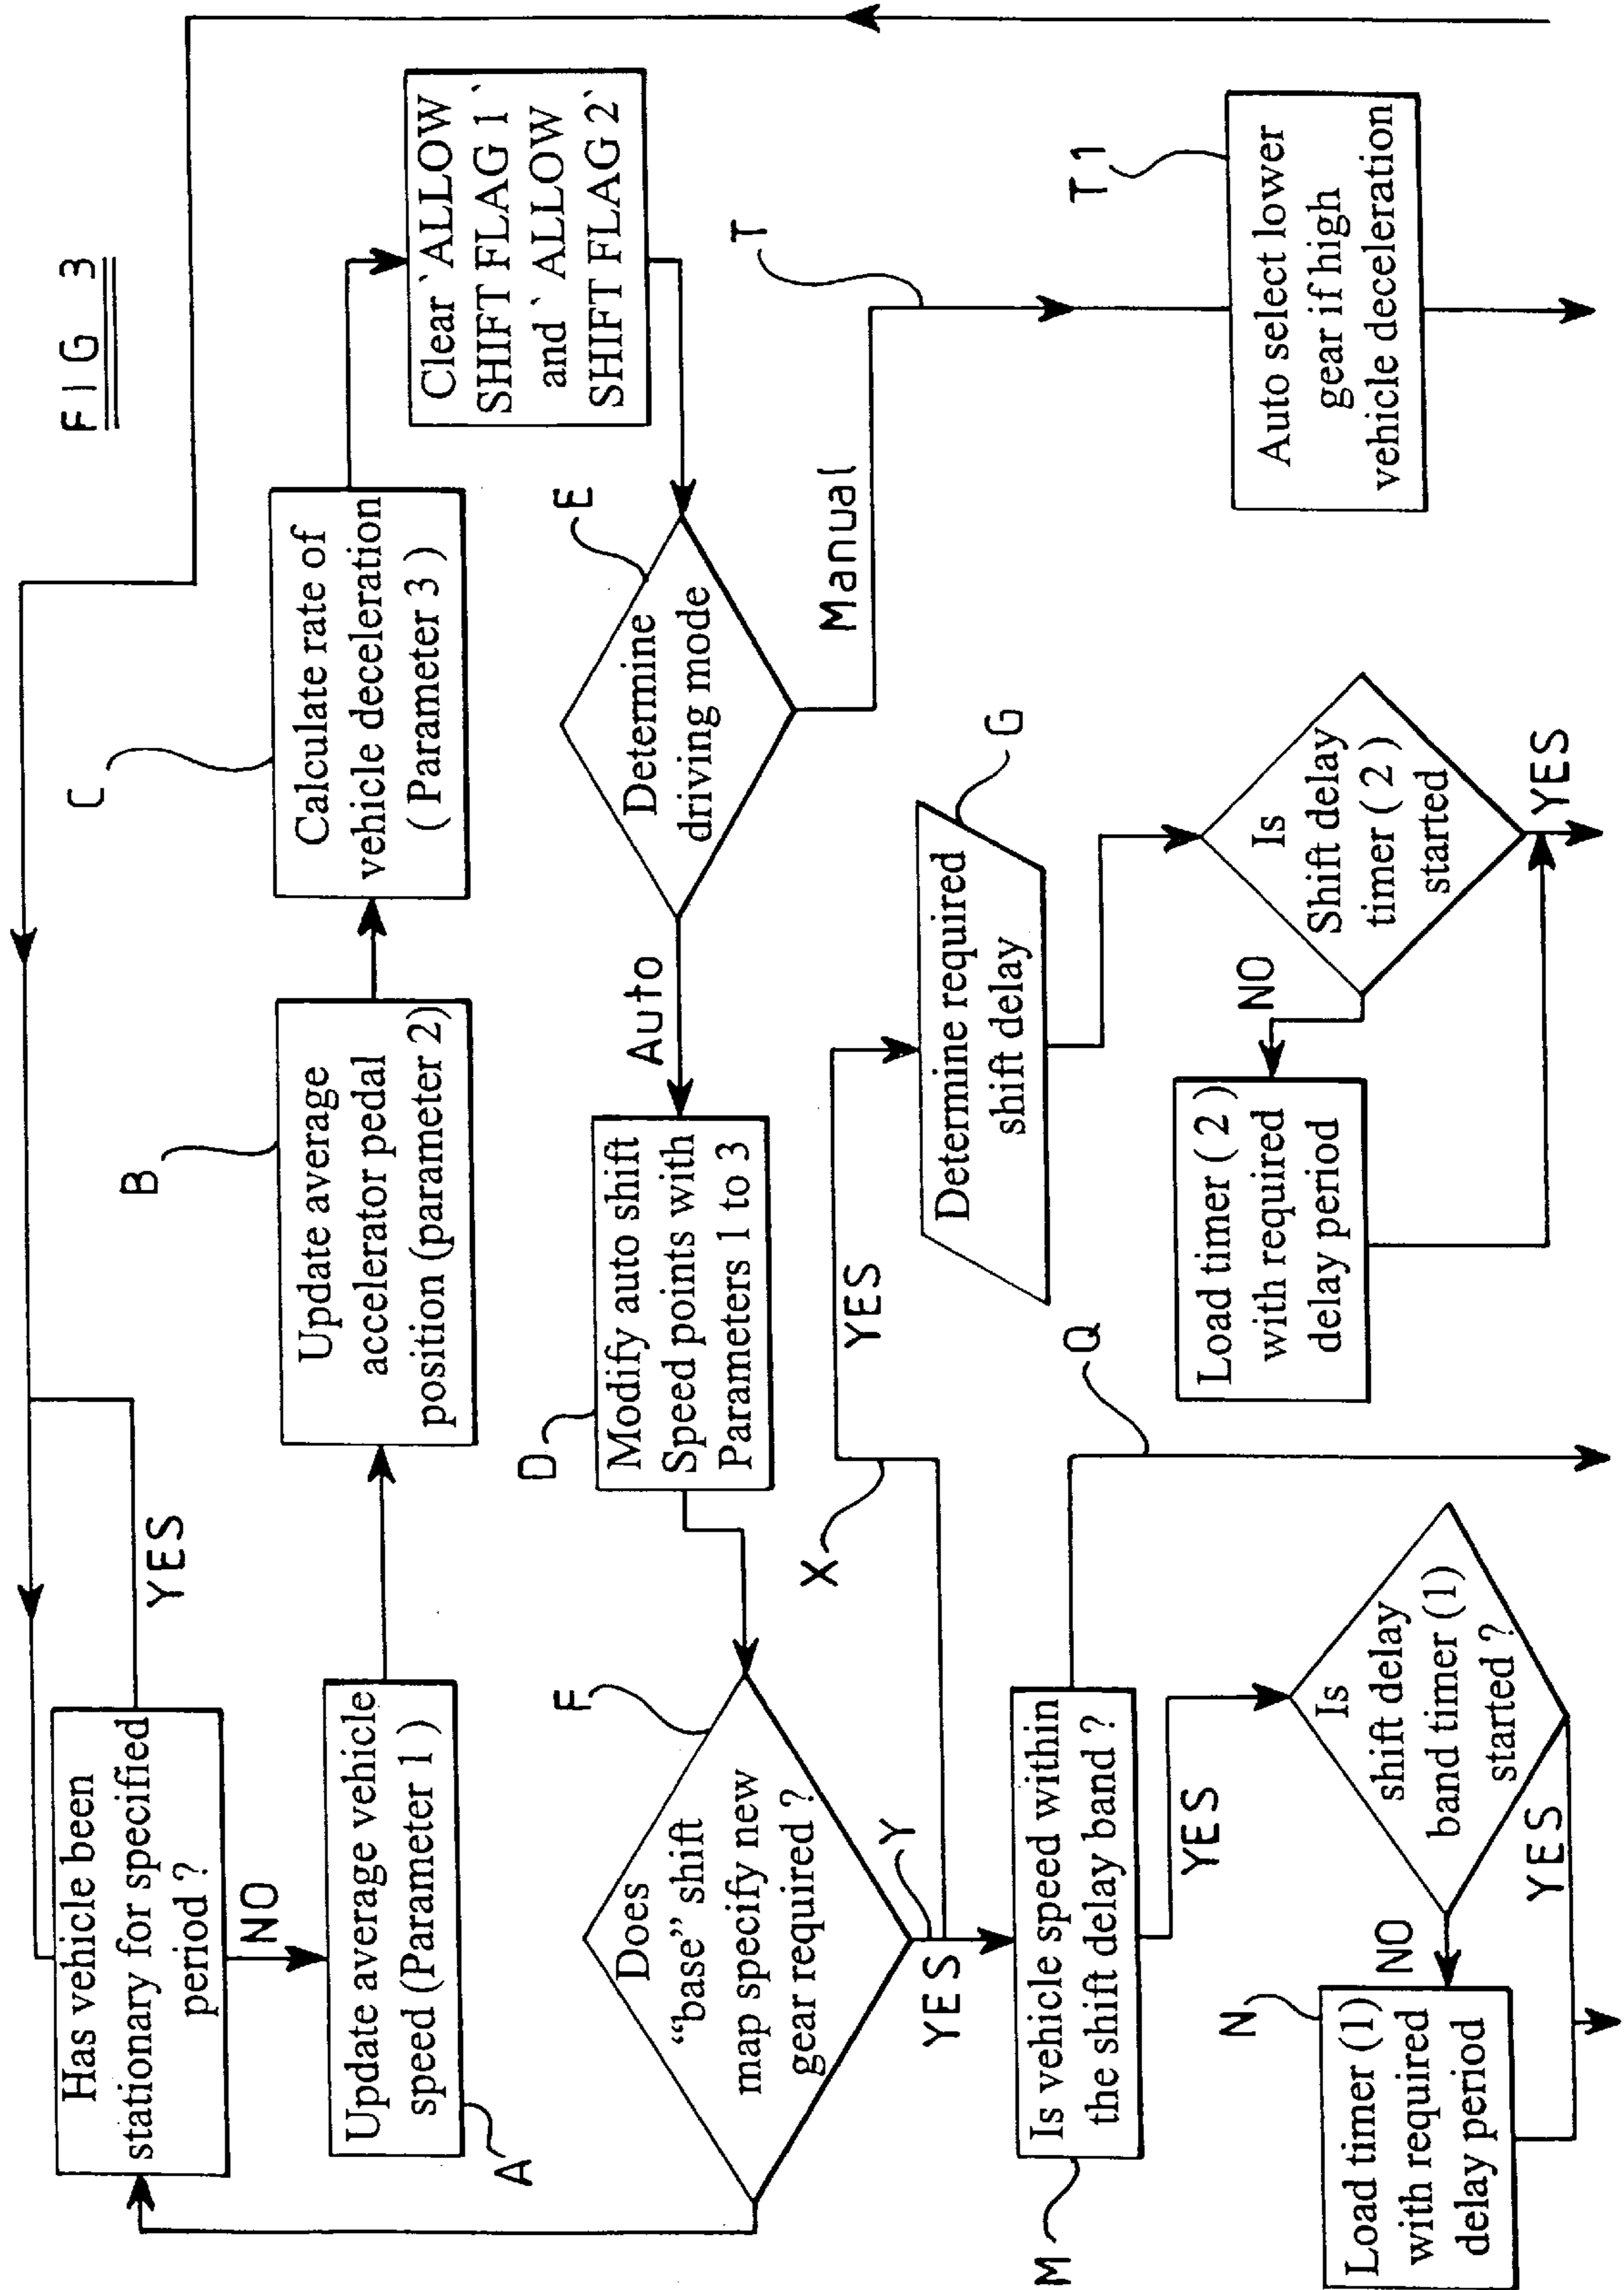 FIG 3
Has vehicle been
stationary for specified
period ?
YES
NO
Update average vehicle
speed (Parameter 1 )
A
B
Update average
accelerator pedal
position (parameter 2)
C
Calculate rate of
vehicle deceleration
( Parameter 3 )
Clear `ALLOW
SHIFT FLAG 1`
and` ALLOW
SHIFT FLAG 2`
E
Determine
driving mode
Auto
Manual
D
Modify auto shift
Speed points with
Parameters 1 to 3
F
Does
“base” shift
map specify new
gear required ?
YES
Y
X
YES
G
Determine required
shift delay
T
T 1
Auto select lower
gear if high
vehicle deceleration
M
Is vehicle speed within
the shift delay band ?
Q
YES
Is
shift delay
band timer (1)
started ?
NO
YES
N
Load timer (1)
with required
delay period
Is
Shift delay
timer ( 2 )
started
NO
YES
Load timer ( 2 )
with required
delay period